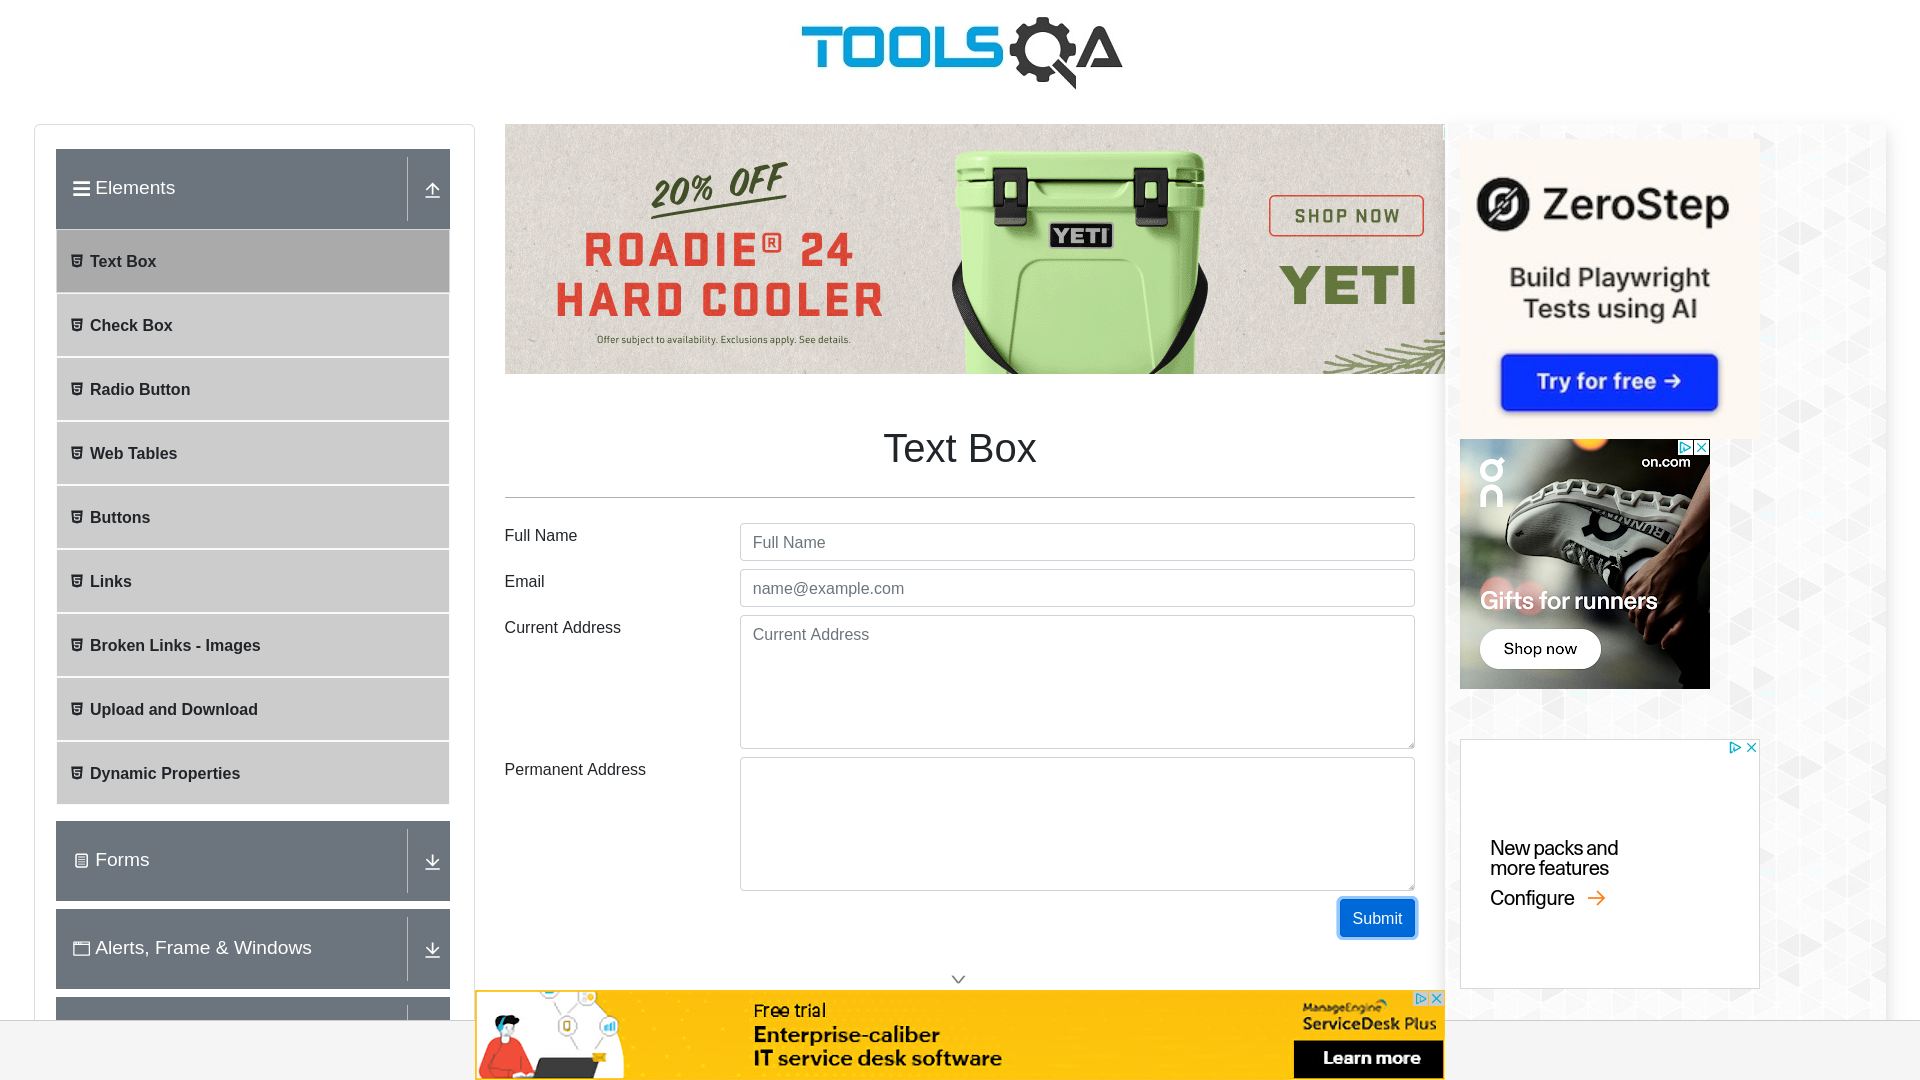 TOOLSQA
Elements
Text Box
Check Box
Radio Button
Web Tables
Buttons
Links
Broken Links - Images
Upload and Download
Dynamic Properties
Forms
Alerts, Frame & Windows
20% OFF
ROADIE® 24
HARD COOLER
Offer subject to availability. Exclusions apply. See details.
YETI
SHOP NOW
YETI
Text Box
Full Name
Full Name
Email
name@example.com
Current Address
Current Address
Permanent Address
Submit
ZeroStep
Build Playwright
Tests using AI
Try for free →
on.com
Gifts for runners
Shop now
New packs and
more features
Configure →
Free trial
Enterprise-caliber
IT service desk software
ManageEngine
ServiceDesk Plus
Learn more